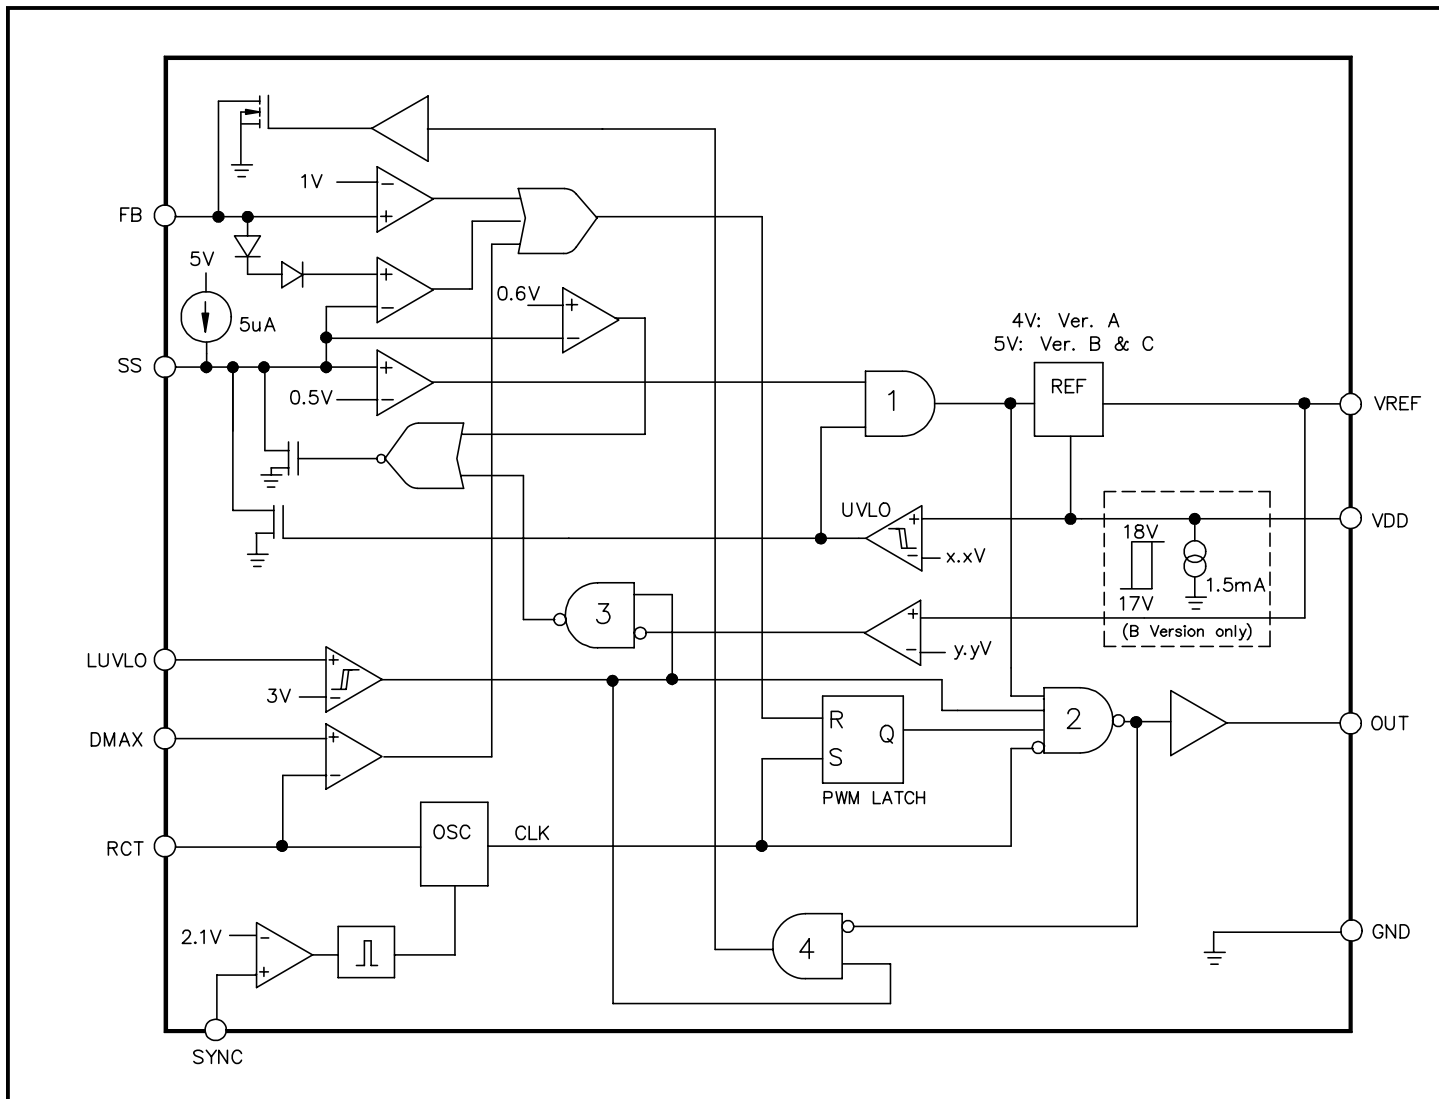 1V
FB
5V
0.6V
5uA
4V: Ver. A
5V: Ver. B & C
SS
REF
0.5V
1
VREF
UVLO
18V
VDD
x.xV
1.5mA
17V
3
(B Version only)
y.yV
LUVLO
3V
R
2
DMAX
Q
OUT
S
PWM LATCH
OSC
CLK
RCT
2.1V
4
GND
SYNC